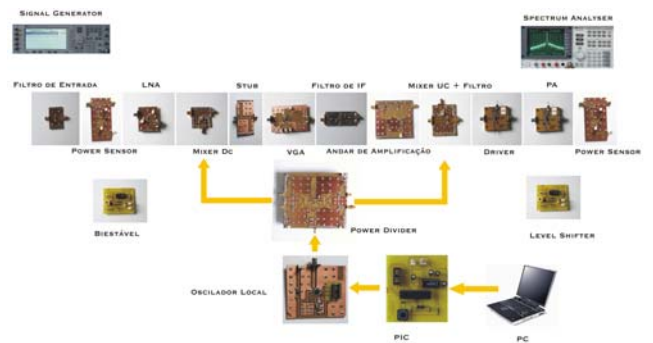 Signal Generator
Spectrum Analyser
Filtro de Entrada
LNA
Stub
Filtro de IF
Mixer UC + Filtro
PA
Power Sensor
Mixer Dc
VGA
Andar de Amplificação
Driver
Power Sensor
Biestável
Power Divider
Level Shifter
Oscilador Local
PIC
PC